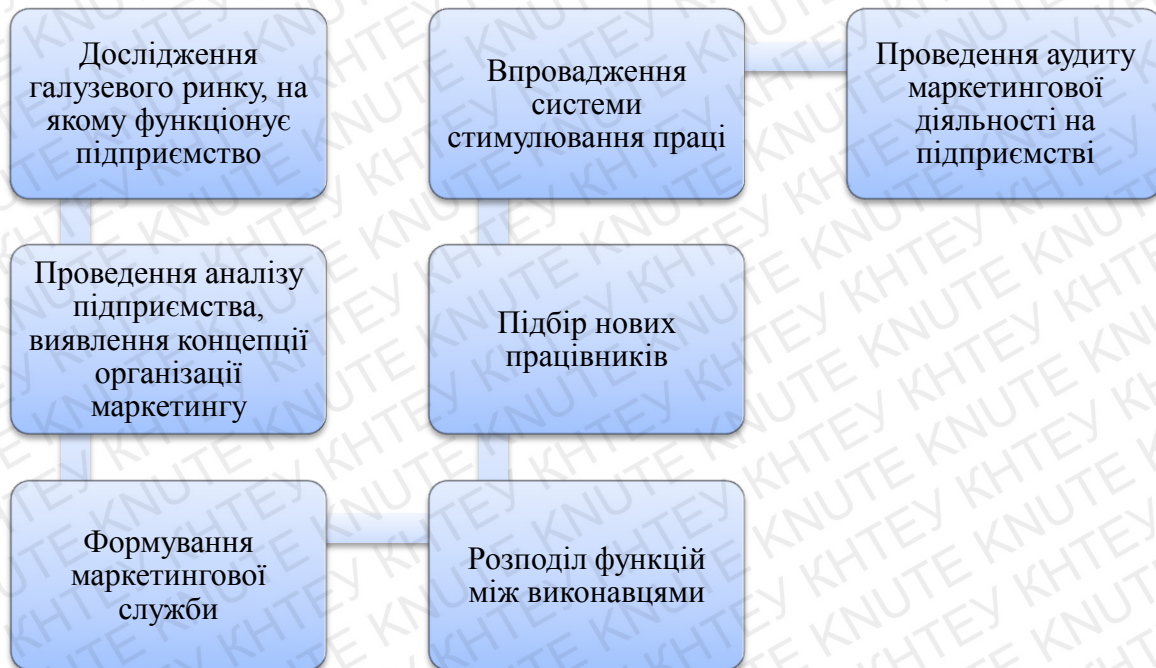 Дослідження
галузевого ринку, на
якому функціонує
підприємство
Проведення аналізу
підприємства,
виявлення концепції
організації
маркетингу
Формування
маркетингової
служби
Розподіл функцій
між виконавцями
Підбір нових
працівників
Впровадження
системи
стимулювання праці
Проведення аудиту
маркетингової
діяльності на
підприємстві